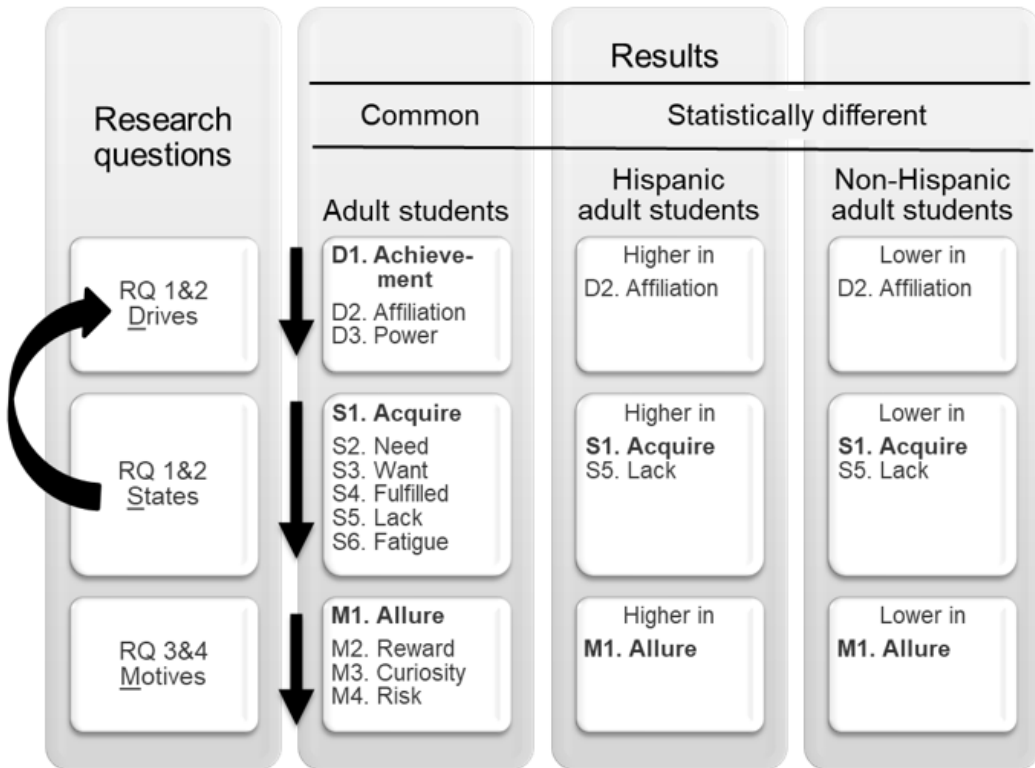 Research
questions
Results
Common
Statistically different
Adult students
Hispanic
adult students
Non-Hispanic
adult students
RQ 1&2
Drives
D1. Achieve-
ment
D2. Affiliation
D3. Power
Higher in
D2. Affiliation
Lower in
D2. Affiliation
RQ 1&2
States
S1. Acquire
S2. Need
S3. Want
S4. Fulfilled
S5. Lack
S6. Fatigue
Higher in
S1. Acquire
S5. Lack
Lower in
S1. Acquire
S5. Lack
RQ 3&4
Motives
M1. Allure
M2. Reward
M3. Curiosity
M4. Risk
Higher in
M1. Allure
Lower in
M1. Allure